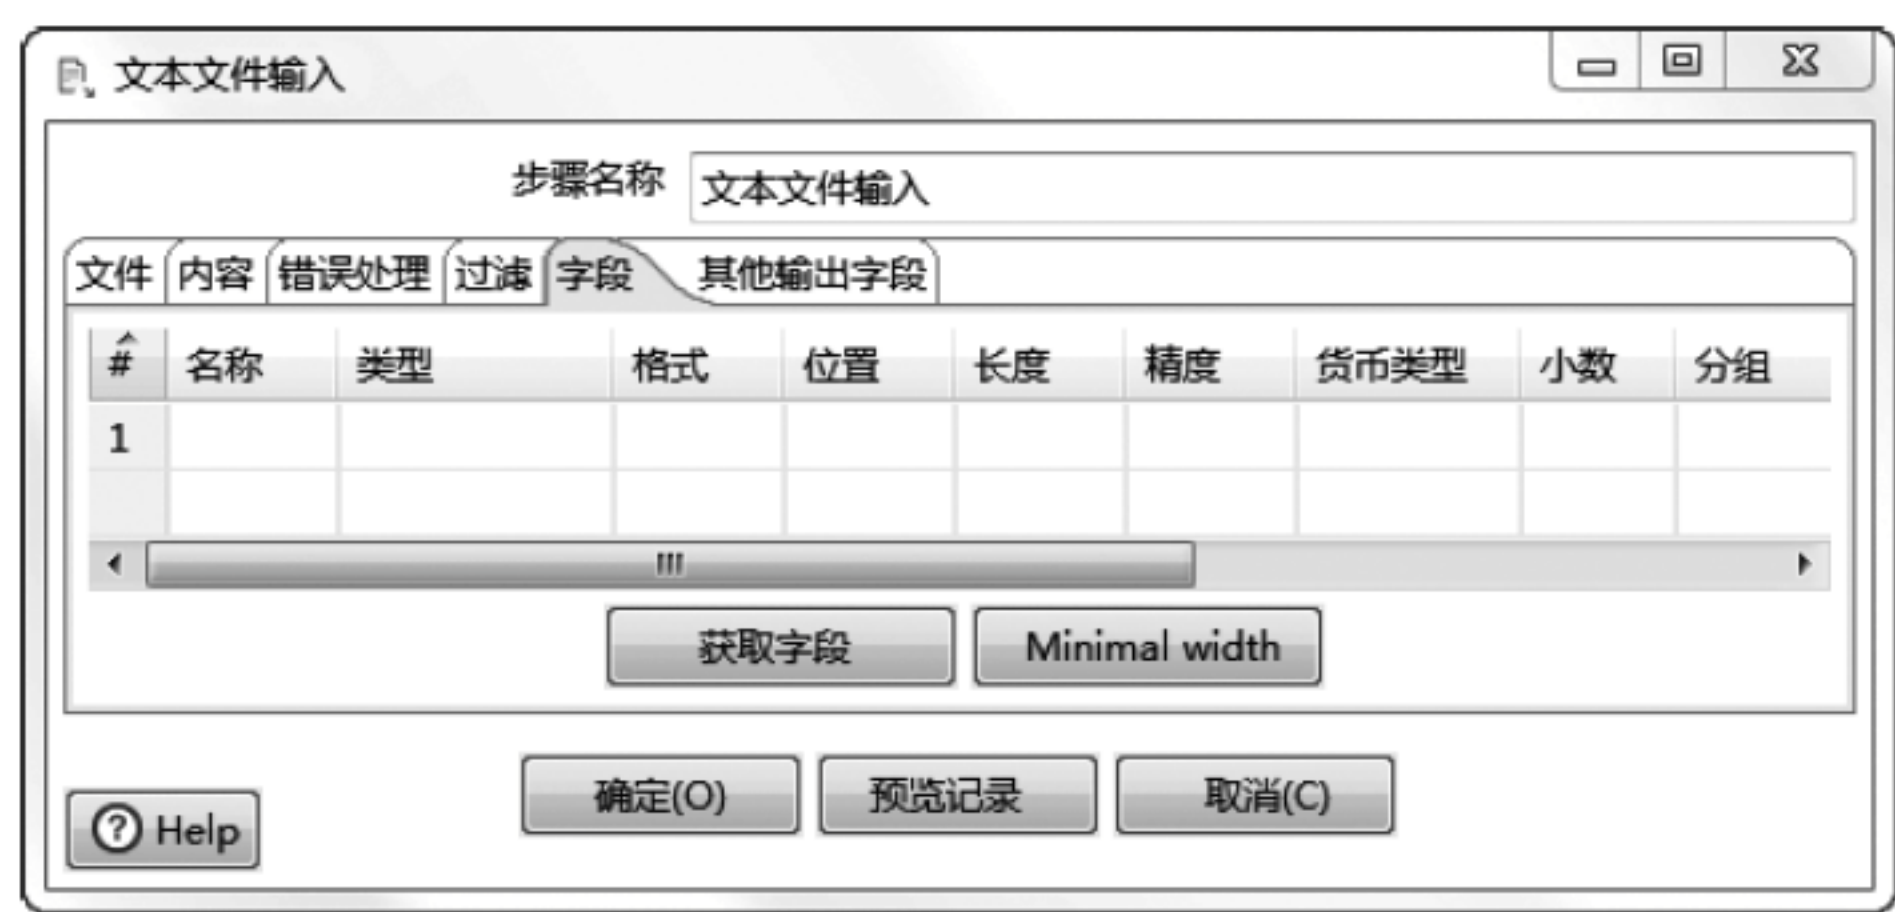 文本文件输入
步骤名称 文本文件输入
文件 内容 错误处理 过滤 字段 其他输出字段
# 名称 类型 格式 位置 长度 精度 货币类型 小数 分组
1
获取字段 Minimal width
确定(O) 预览记录 取消(C)
Help